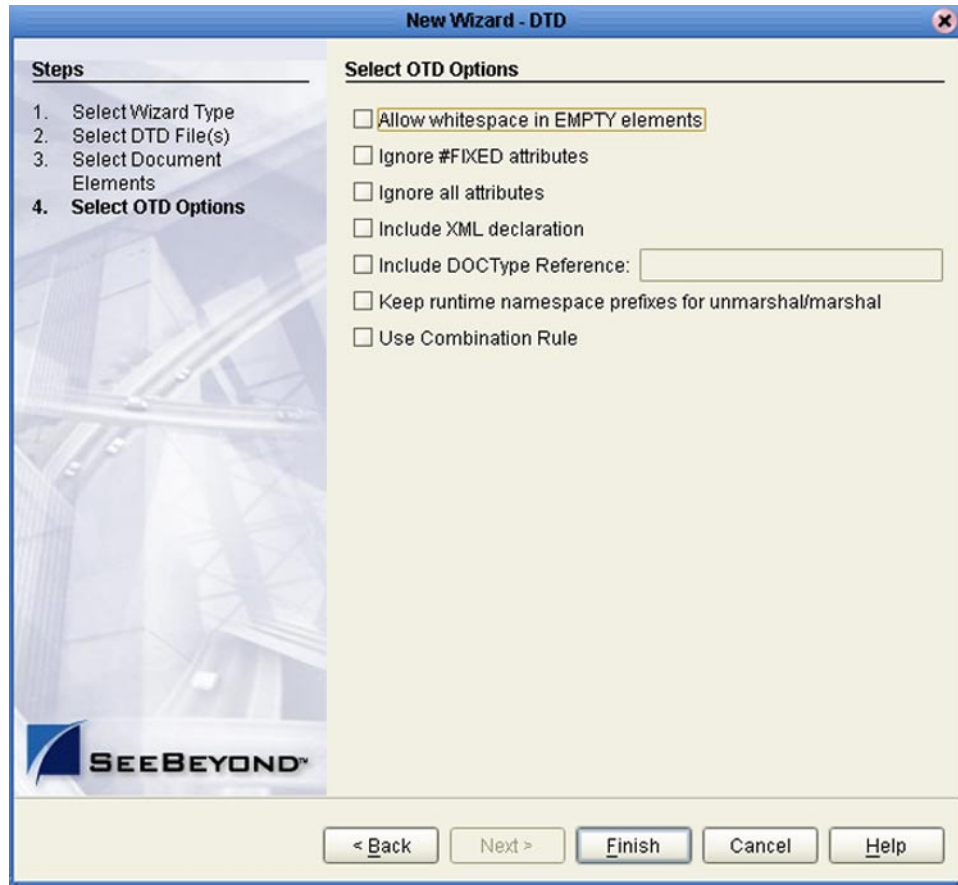 New Wizard - DTD
Steps
1. Select Wizard Type
2. Select DTD File(s)
3. Select Document
Elements
4. Select OTD Options
Select OTD Options
Allow whitespace in EMPTY elements
Ignore #FIXED attributes
Ignore all attributes
Include XML declaration
Include DOCType Reference:
Keep runtime namespace prefixes for unmarshal/marshal
Use Combination Rule
SEEBEYOND™
< Back
Next >
Finish
Cancel
Help